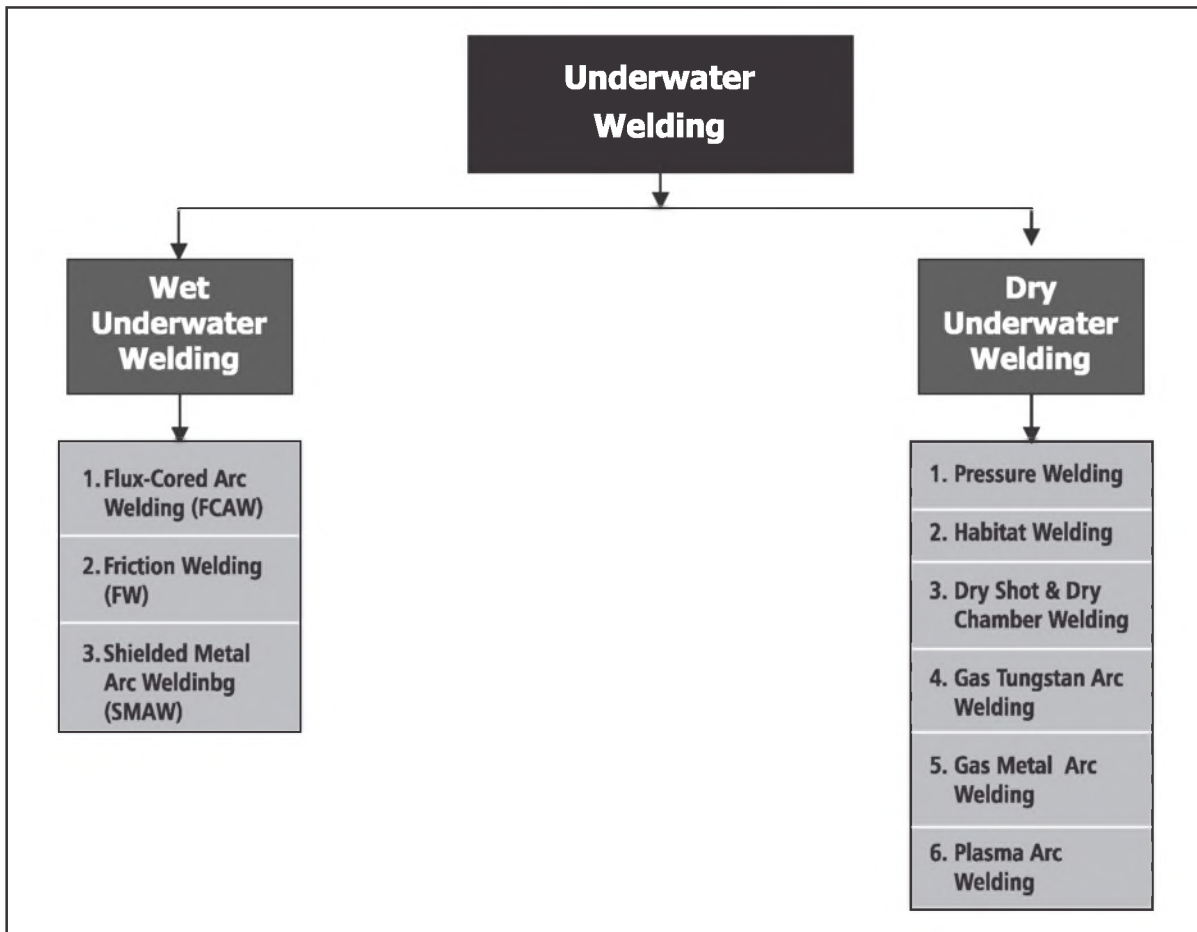 Underwater
Welding
Wet
Underwater
Welding
1. Flux-Cored Arc
Welding (FCAW)
2. Friction Welding
(FW)
3. Shielded Metal
Arc Weldinbg
(SMAW)
Dry
Underwater
Welding
1. Pressure Welding
2. Habitat Welding
3. Dry Shot & Dry
Chamber Welding
4. Gas Tungstan Arc
Welding
5. Gas Metal Arc
Welding
6. Plasma Arc
Welding